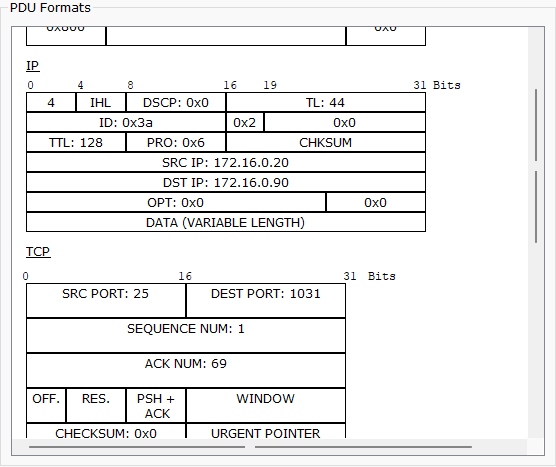 PDU Formats
0x800 0x0
IP
0 4 8 16 19 31 Bits
4 IHL DSCP: 0x0 TL: 44
ID: 0x3a 0x2 0x0
TTL: 128 PRO: 0x6 CHKSUM
SRC IP: 172.16.0.20
DST IP: 172.16.0.90
OPT: 0x0 0x0
DATA (VARIABLE LENGTH)
TCP
0 16 31 Bits
SRC PORT: 25 DEST PORT: 1031
SEQUENCE NUM: 1
ACK NUM: 69
OFF. RES. PSH + WINDOW
ACK
CHECKSUM: 0x0 URGENT POINTER